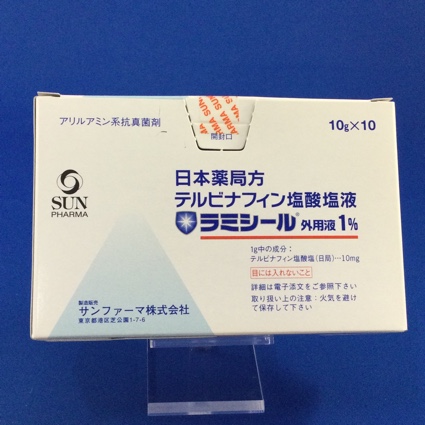 アリルアミン系抗真菌剤
ARMA SUN
開封口
10g×10
SUN
PHARMA
日本薬局方
テルビナフィン塩酸塩液
ラミシール® 外用液1%
1g中の成分：
テルビナフィン塩酸塩(日局)…10mg
目には入れないこと
詳細は電子添文をご参照下さい
取り扱い上の注意：火気を避け
て保存して下さい
製造販売
サンファーマ株式会社
東京都港区芝公園1-7-6